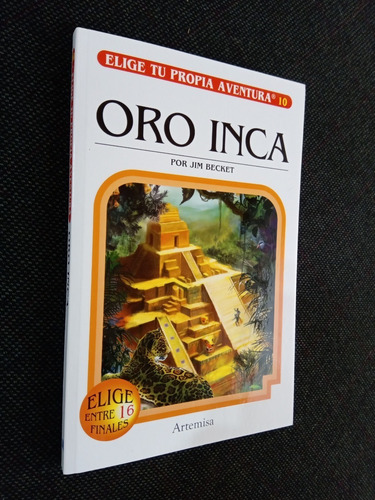 ELIGE TU PROPIA AVENTURA® 10
ORO INCA
POR JIM BECKET
ELIGE
ENTRE 16
FINALES
Artemisa